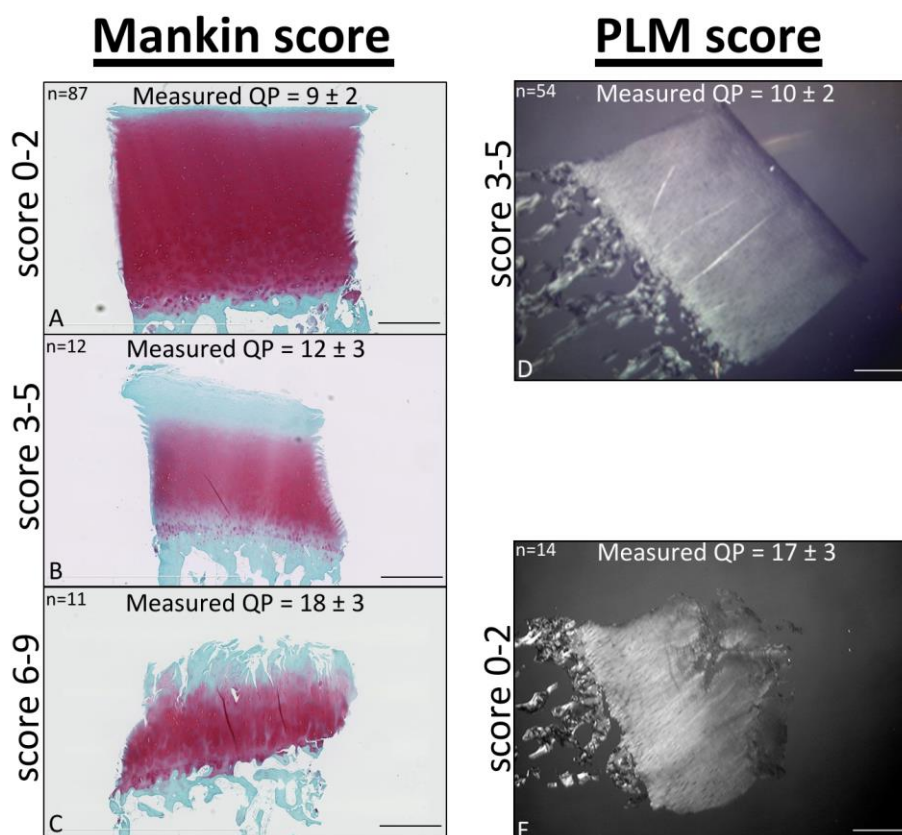 Mankin score
PLM score
score 0-2
n=87
Measured QP = 9 ± 2
A
score 3-5
n=12
Measured QP = 12 ± 3
B
score 6-9
n=11
Measured QP = 18 ± 3
C
score 3-5
n=54
Measured QP = 10 ± 2
D
score 0-2
n=14
Measured QP = 17 ± 3